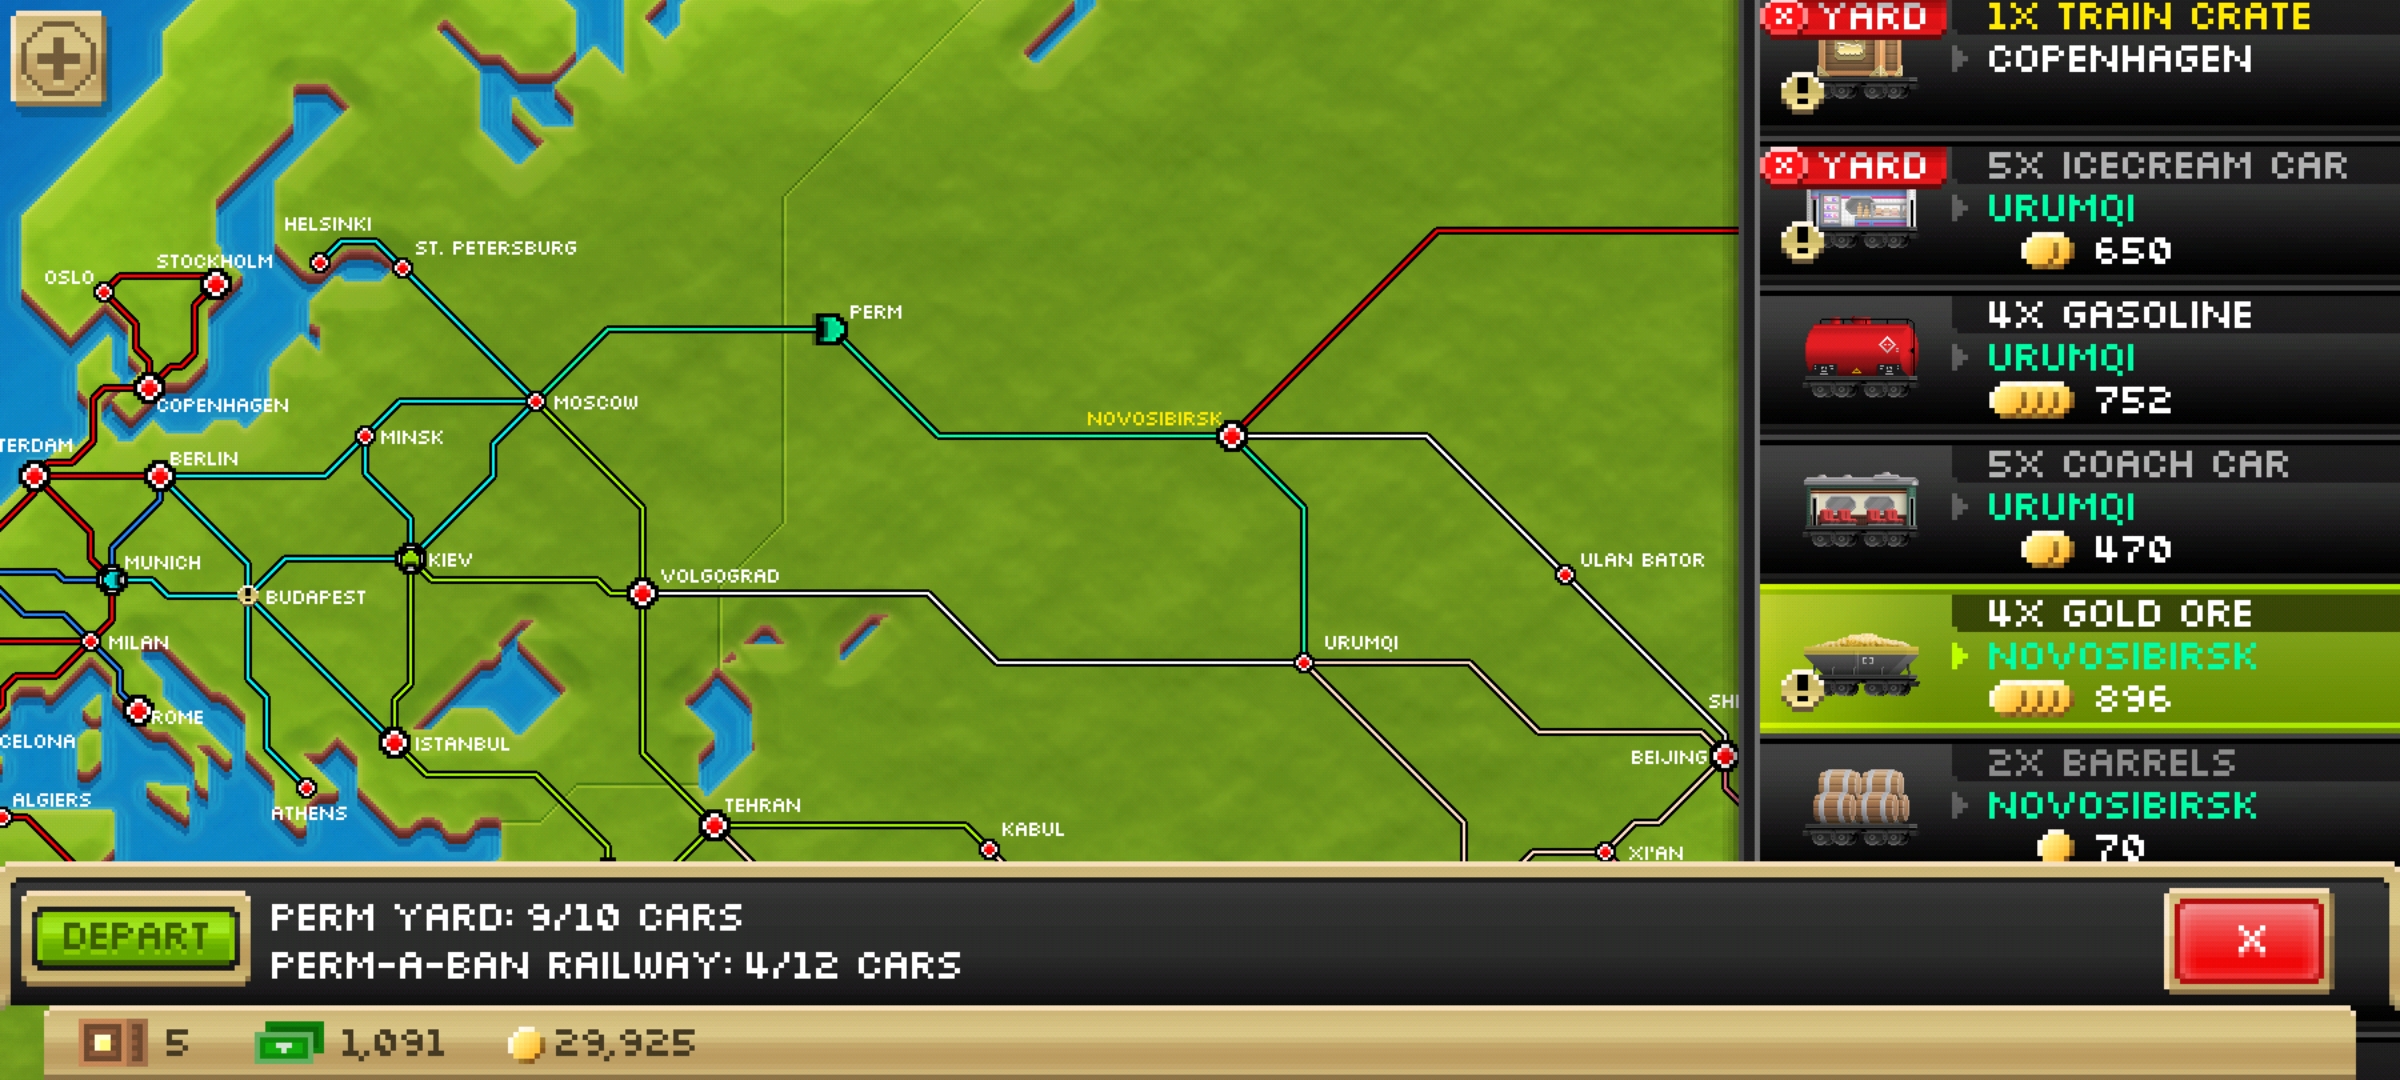 YARD
1X TRAIN CRATE
COPENHAGEN
YARD
5X ICECREAM CAR
URUMQI
650
4X GASOLINE
URUMQI
752
5X COACH CAR
URUMQI
470
4X GOLD ORE
NOVOSIBIRSK
896
2X BARRELS
NOVOSIBIRSK
70
HELSINKI
ST. PETERSBURG
STOCKHOLM
OSLO
PERM
COPENHAGEN
MOSCOW
NOVOSIBIRSK
MINSK
TERDAM
BERLIN
MUNICH
KIEV
ULAN BATOR
VOLGOGRAD
BUDAPEST
MILAN
URUMQI
SHI
ROME
CELONA
ISTANBUL
BEIJING
ALGIERS
ATHENS
TEHRAN
KABUL
XI'AN
DEPART
PERM YARD: 9/10 CARS
PERM-A-BAN RAILWAY: 4/12 CARS
X
5
1,091
29,925